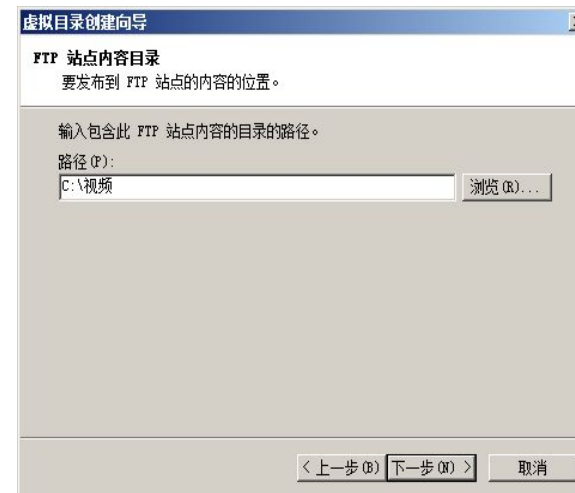 虚拟目录创建向导
FTP 站点内容目录
要发布到 FTP 站点的内容的位置。
输入包含此 FTP 站点内容的目录的路径。
路径(P):
C:\视频
浏览(R)...
< 上一步(B) 下一步(N) > 取消